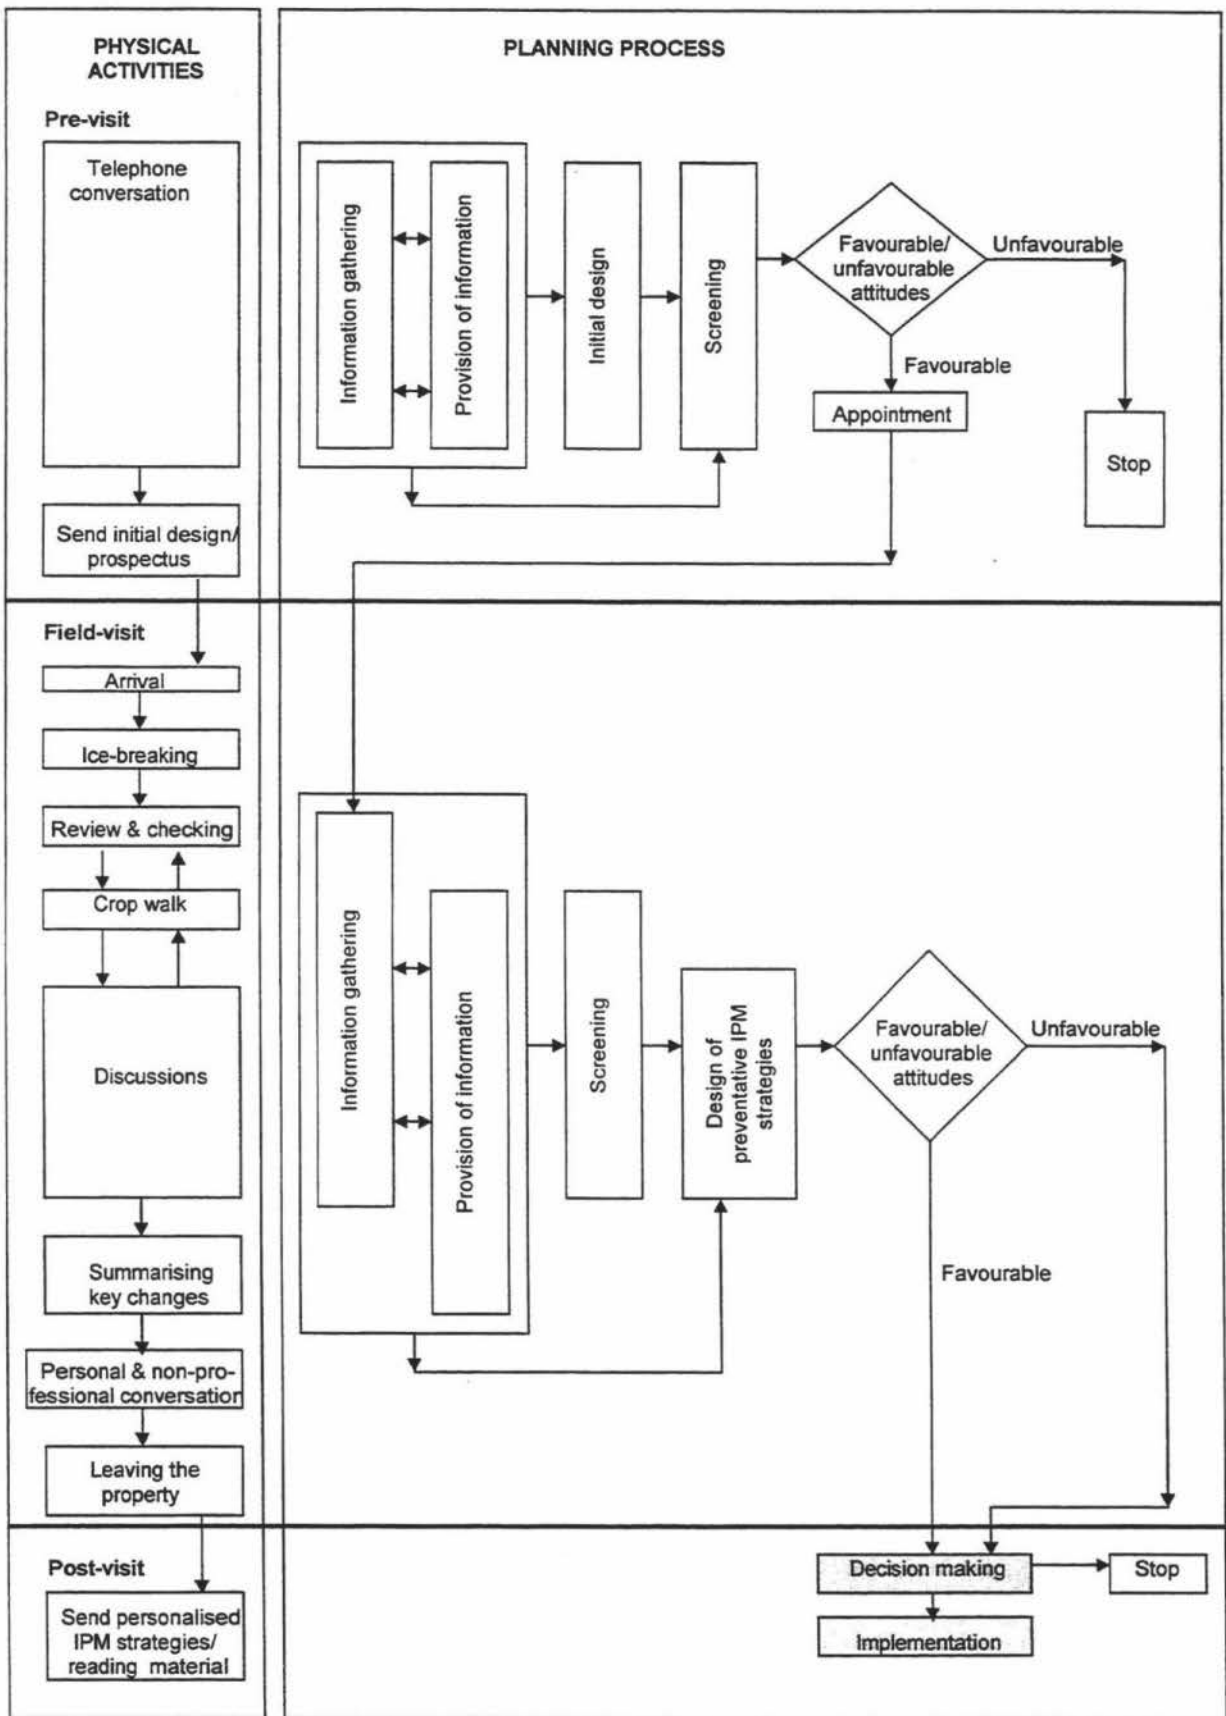 PHYSICAL
ACTIVITIES
Pre-visit
Telephone
conversation
Send initial design/
prospectus
PLANNING PROCESS
Information gathering
Provision of information
Initial design
Screening
Favourable/
unfavourable
attitudes
Unfavourable
Favourable
Appointment
Stop
Field-visit
Arrival
Ice-breaking
Review & checking
Crop walk
Discussions
Summarising
key changes
Personal & non-pro-
fessional conversation
Leaving the
property
Information gathering
Provision of information
Screening
Design of
preventative IPM
strategies
Favourable/
unfavourable
attitudes
Unfavourable
Favourable
Post-visit
Send personalised
IPM strategies/
reading material
Decision making
Stop
Implementation